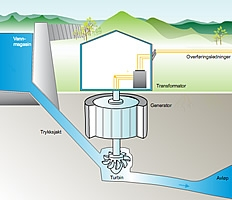 Vann-
magasin
Overføringsledninger
Transformator
Generator
Trykksjakt
Turbin
Avløp